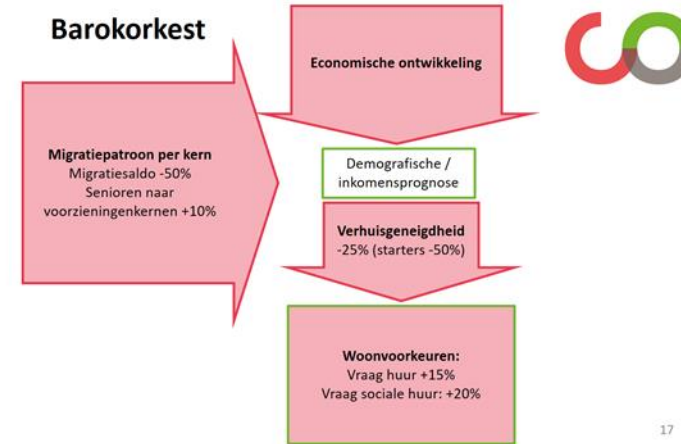 Barokorkest
Economische ontwikkeling
Migratiepatroon per kern
Migratiesaldo -50%
Senioren naar
voorzieningenkernen +10%
Demografische /
inkomensprognose
Verhuisgeneigdheid
-25% (starters -50%)
Woonvoorkeuren:
Vraag huur +15%
Vraag sociale huur: +20%
17